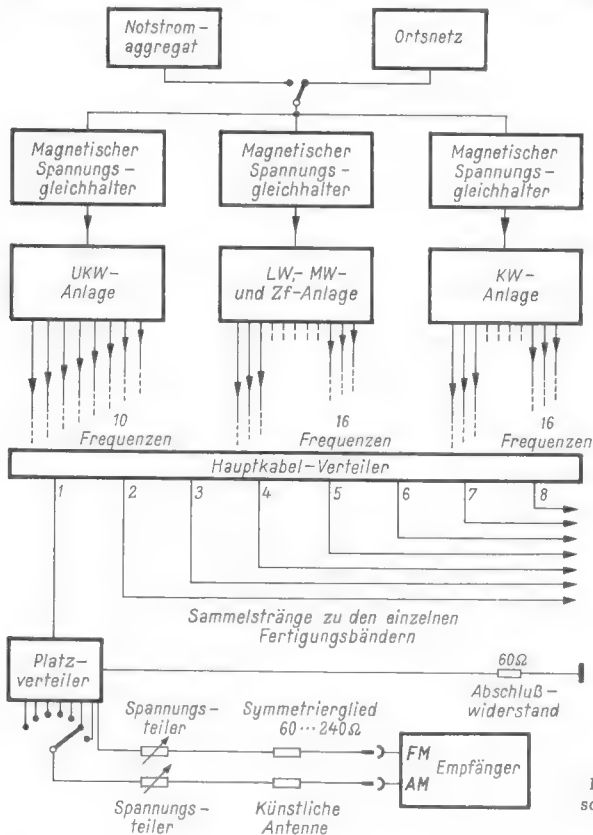 Notstrom-
aggregat
Ortsnetz
Magnetischer
Spannungs-
gleichhalter
Magnetischer
Spannungs-
gleichhalter
Magnetischer
Spannungs-
gleichhalter
UKW-
Anlage
LW,- MW-
und Zf-Anlage
KW-
Anlage
10
Frequenzen
16
Frequenzen
16
Frequenzen
Hauptkabel-Verteiler
1 2 3 4 5 6 7 8
Sammelstränge zu den einzelnen
Fertigungsbändern
Platz-
verteiler
60Ω
Abschluß-
widerstand
Spannungs-
teiler
Symmetrierglied
60...240Ω
FM
AM
Empfänger
Spannungs-
teiler
Künstliche
Antenne